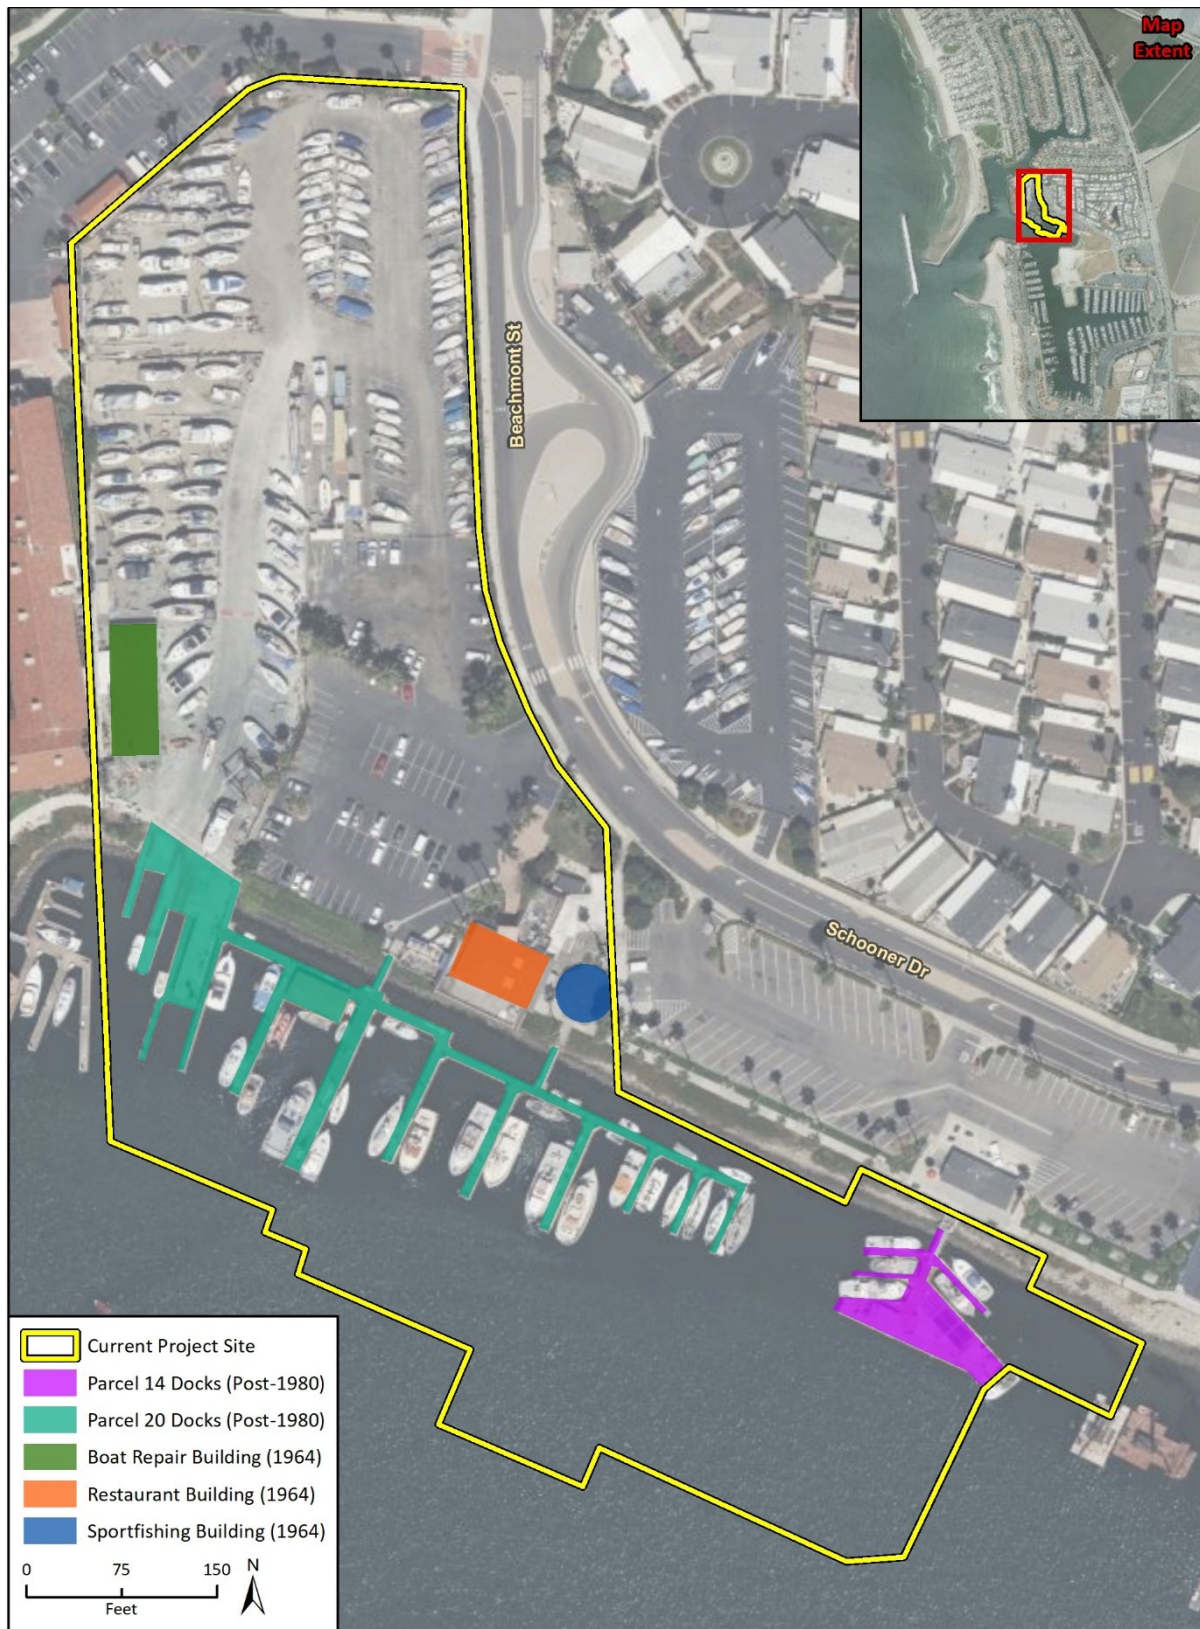 Map
Extent
Beachmont St
Schooner Dr
Current Project Site
Parcel 14 Docks (Post-1980)
Parcel 20 Docks (Post-1980)
Boat Repair Building (1964)
Restaurant Building (1964)
Sportfishing Building (1964)
0 75 150 N
Feet